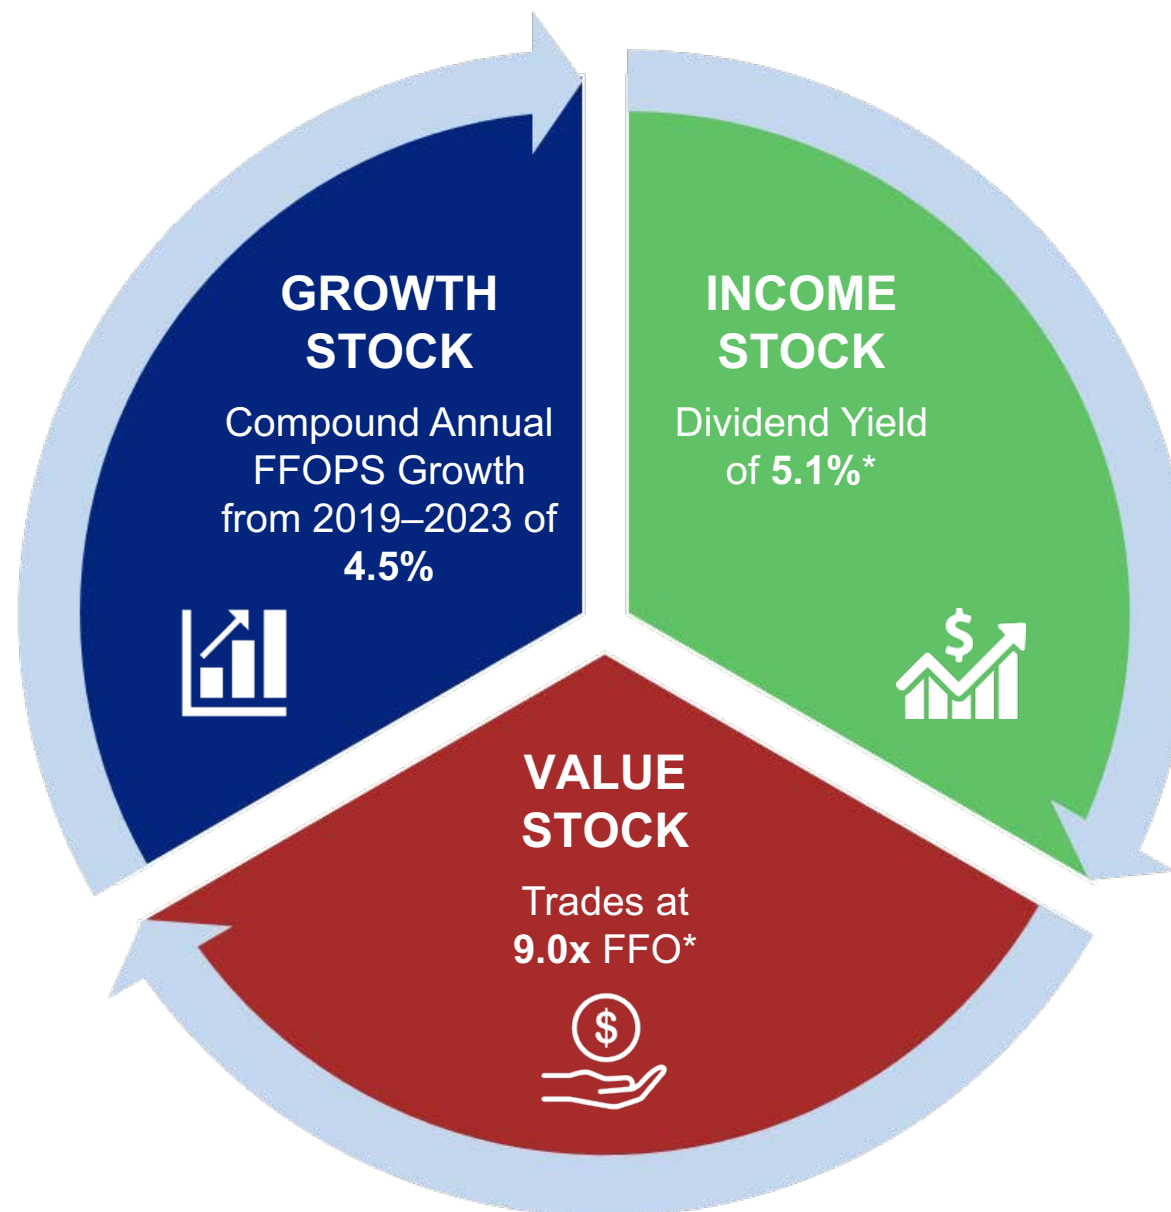 GROWTH
STOCK
Compound Annual
FFOPS Growth
from 2019–2023 of
4.5%
INCOME
STOCK
Dividend Yield
of 5.1%*
$
VALUE
STOCK
Trades at
9.0x FFO*
$